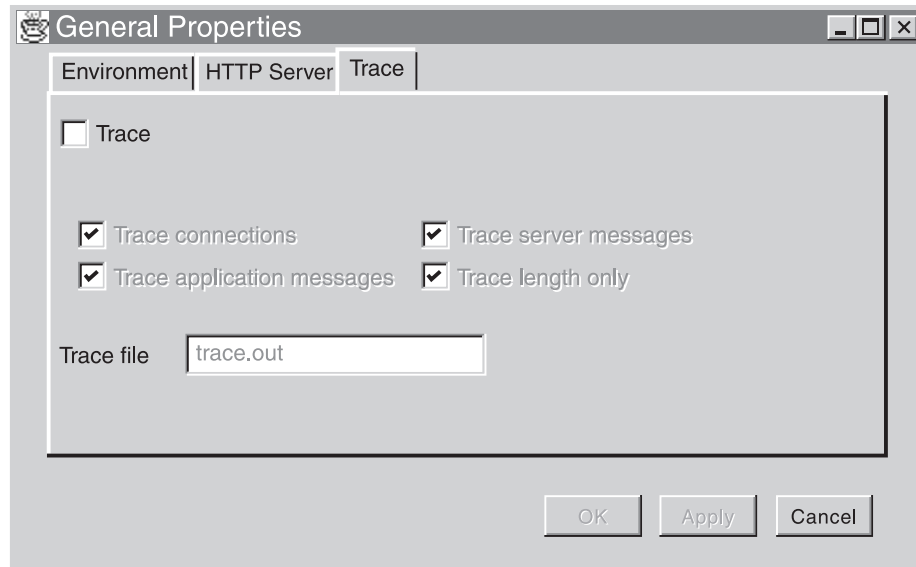 General Properties
Environment HTTP Server Trace
Trace
Trace connections Trace server messages
Trace application messages Trace length only
Trace file trace.out
OK Apply Cancel